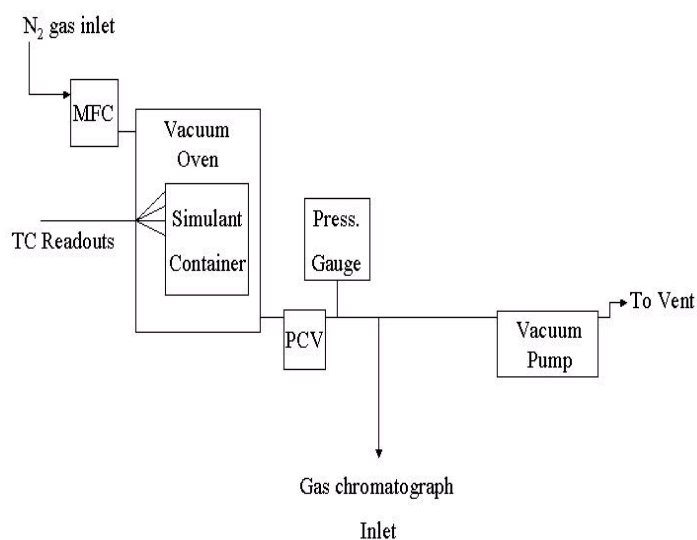 N₂ gas inlet
MFC
Vacuum
Oven
Simulant
Container
TC Readouts
Press.
Gauge
PCV
To Vent
Vacuum
Pump
Gas chromatograph
Inlet